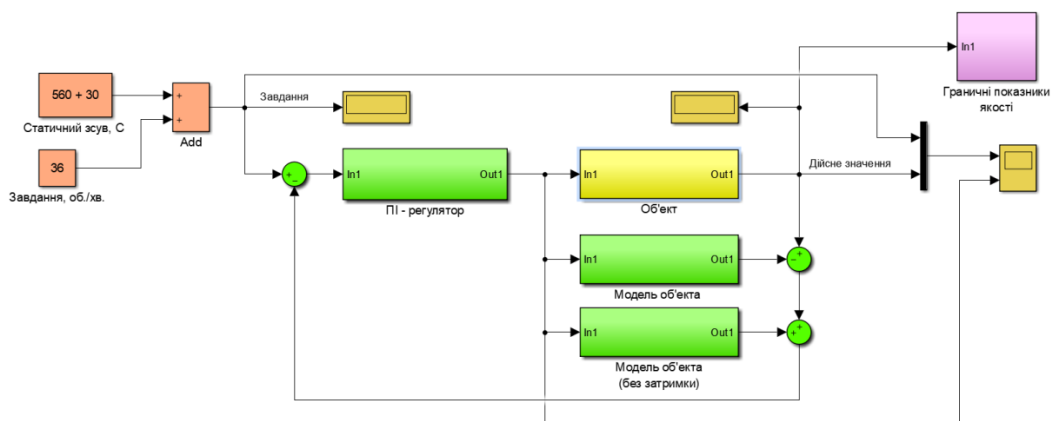 In1
Граничні показники
якості
560 + 30
Статичний зсув, С
+
+
Add
Завдання
36
Завдання, об./хв.
+
−
In1
Out1
ПІ - регулятор
In1
Out1
Об'єкт
Дійсне значення
In1
Out1
Модель об'єкта
−
+
In1
Out1
Модель об'єкта
(без затримки)
+
+